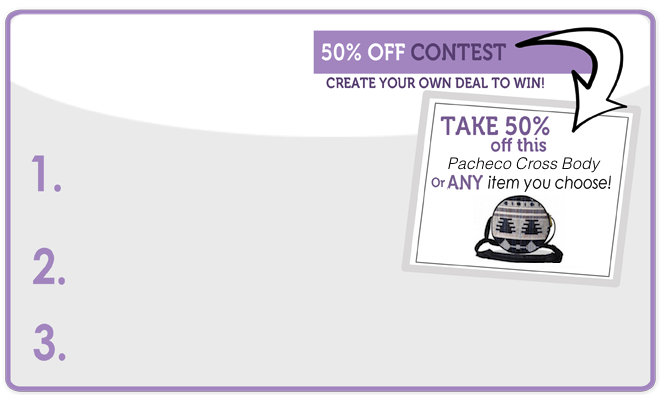 50% OFF CONTEST
CREATE YOUR OWN DEAL TO WIN!
TAKE 50%
off this
Pacheco Cross Body
Or ANY item you choose!
1.
2.
3.